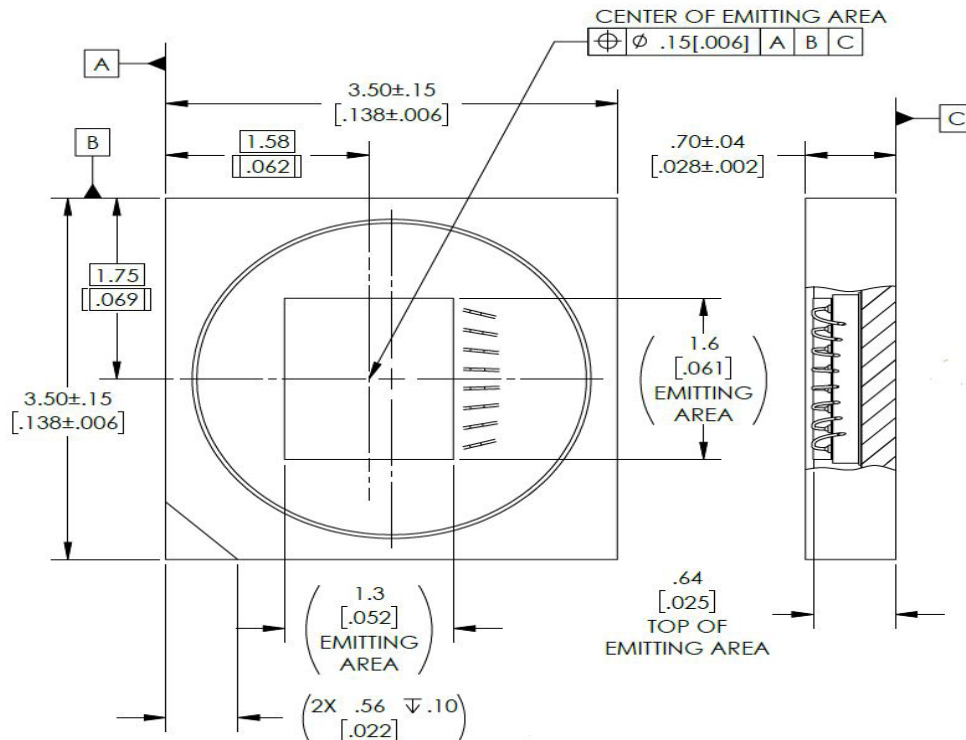 CENTER OF EMITTING AREA
⌖ ⌀ .15[.006] A B C
A
3.50±.15
[.138±.006]
C
B
1.58
[.062]
.70±.04
[.028±.002]
1.75
[.069]
3.50±.15
[.138±.006]
1.6
[.061]
EMITTING
AREA
1.3
[.052]
EMITTING
AREA
.64
[.025]
TOP OF
EMITTING AREA
(2X .56 ↧.10)
[.022]